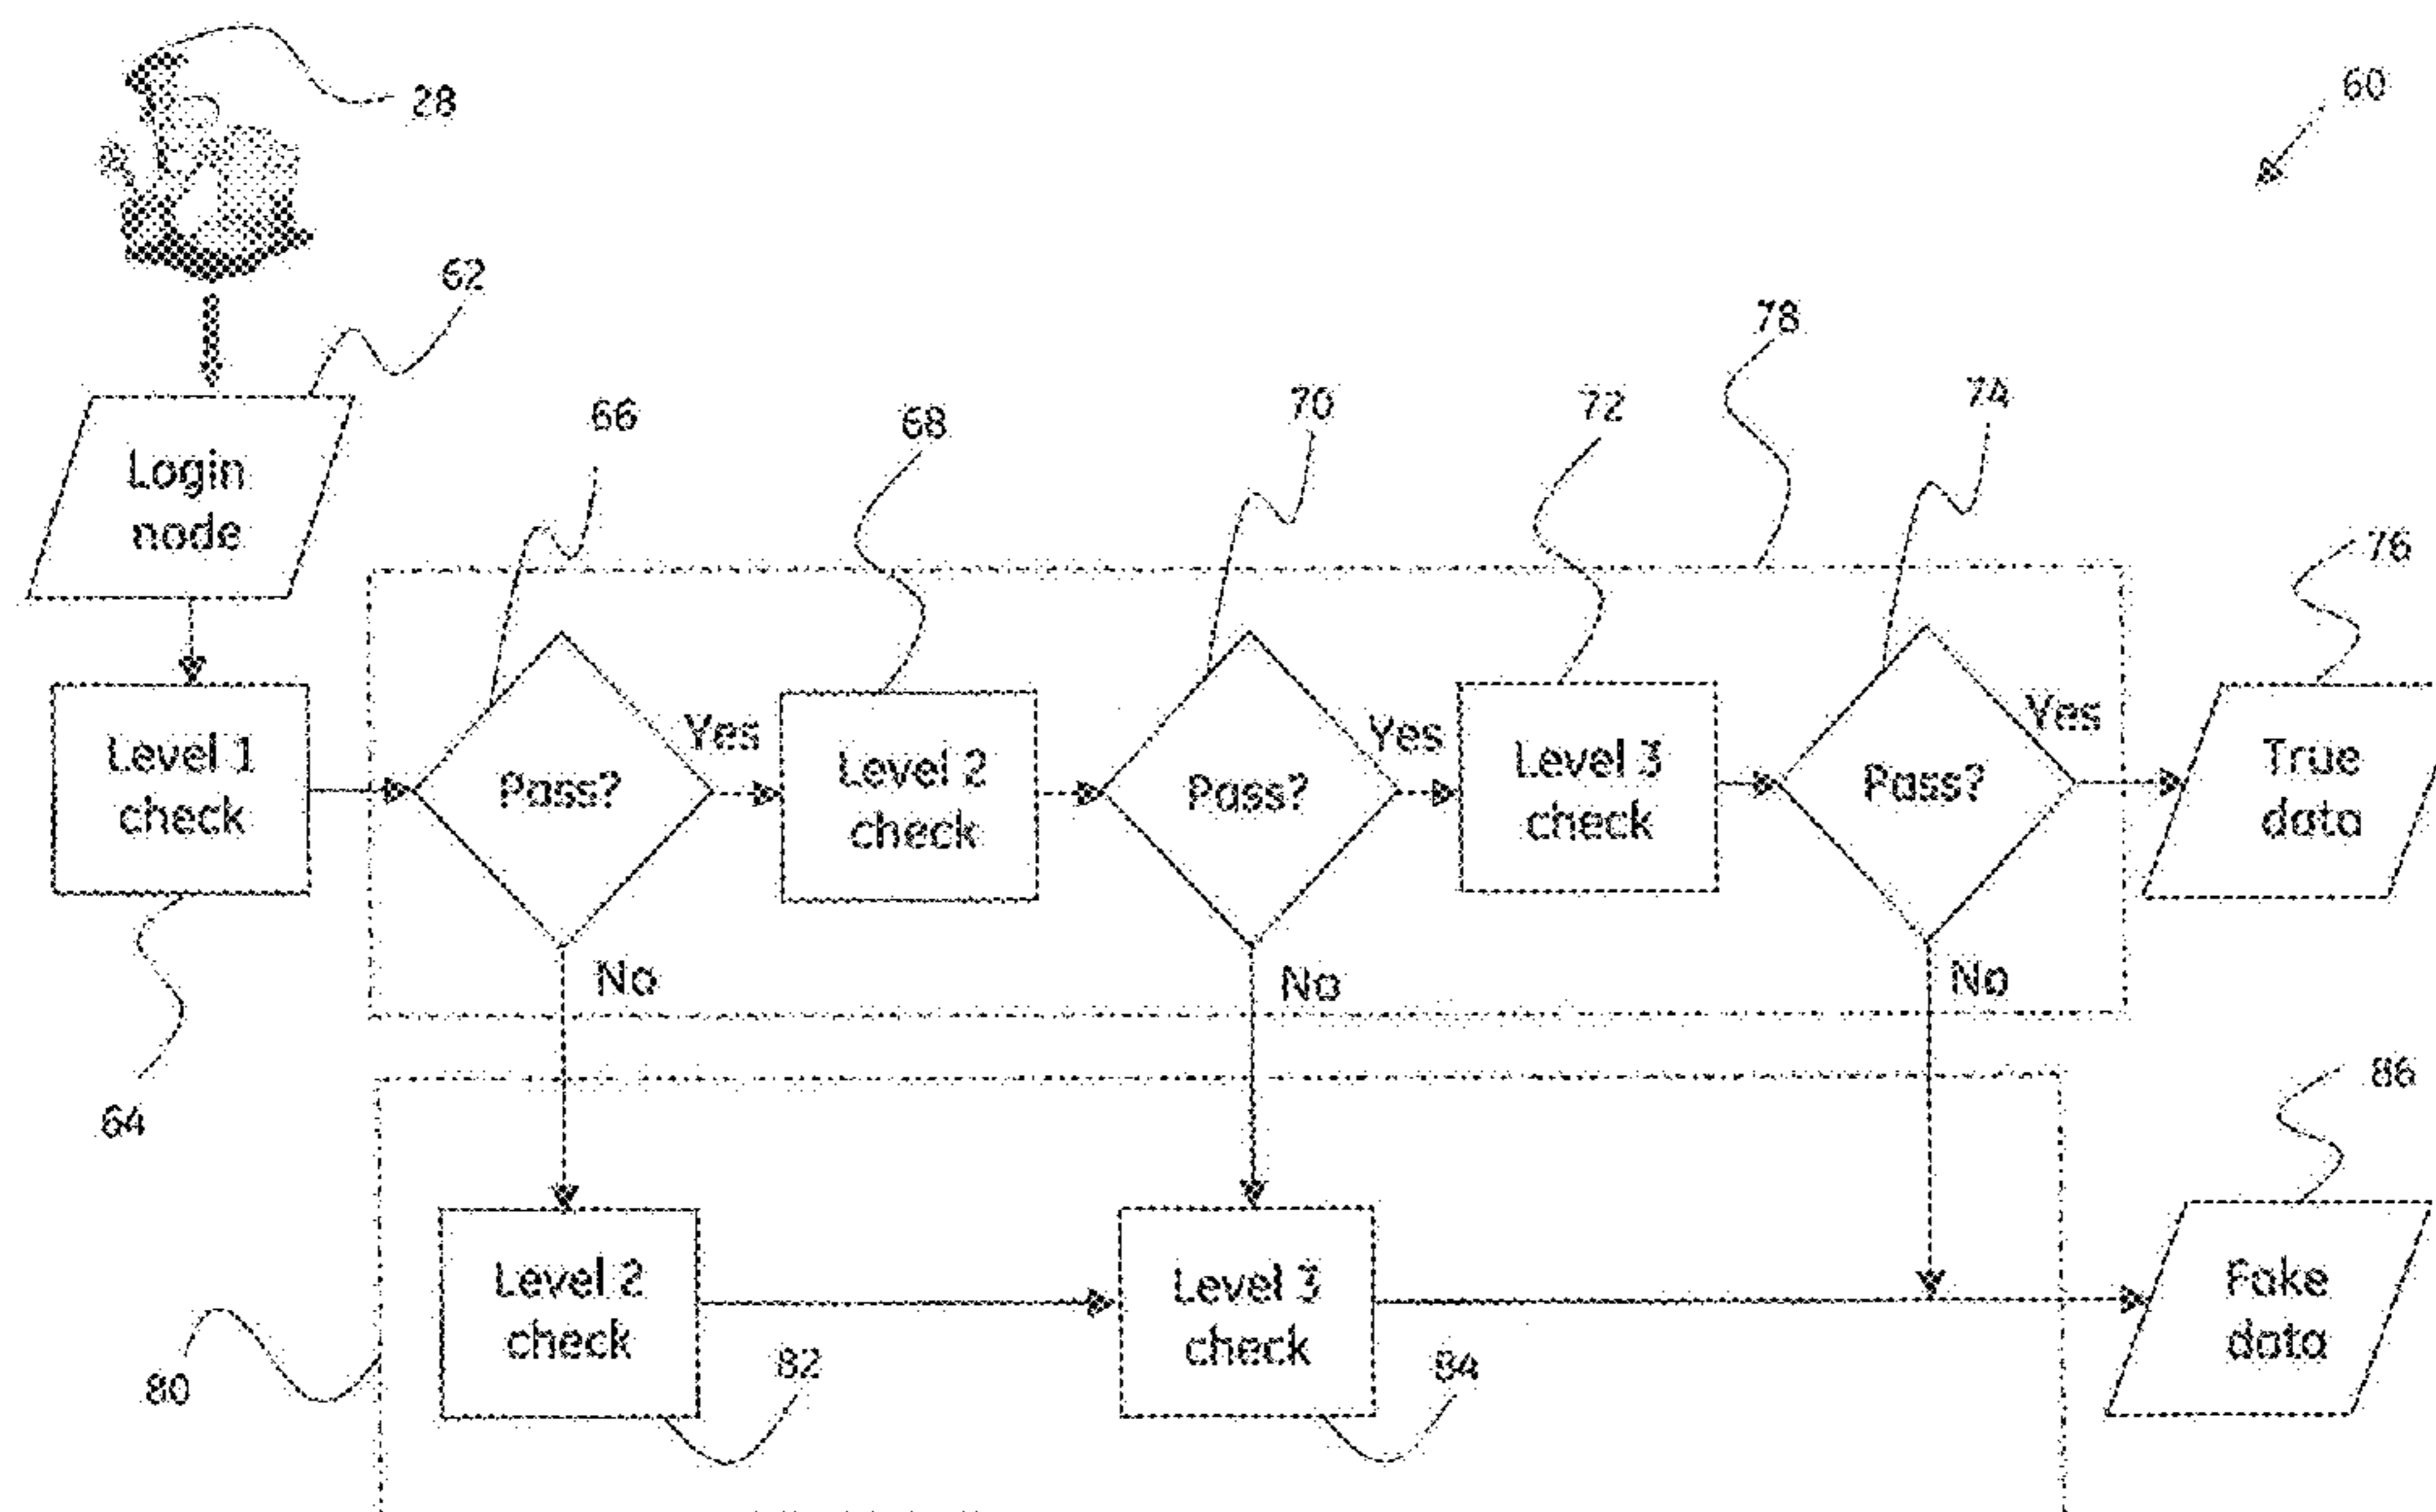 28
60
62
78
66
68
70
72
74
76
Login
node
Level 1
check
Pass?
Yes
Level 2
check
Pass?
Yes
Level 3
check
Pass?
Yes
True
data
No
No
No
64
86
Level 2
check
Level 3
check
Fake
data
80
82
84